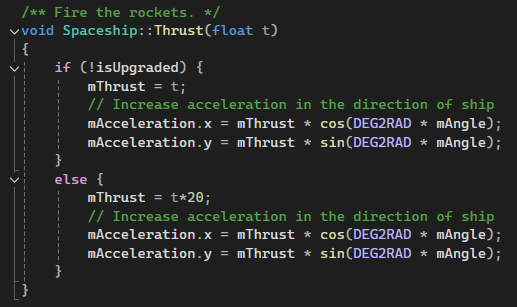 /** Fire the rockets. */
void Spaceship::Thrust(float t)
{
    if (!isUpgraded) {
        mThrust = t;
        // Increase acceleration in the direction of ship
        mAcceleration.x = mThrust * cos(DEG2RAD * mAngle);
        mAcceleration.y = mThrust * sin(DEG2RAD * mAngle);
    }
    else {
        mThrust = t*20;
        // Increase acceleration in the direction of ship
        mAcceleration.x = mThrust * cos(DEG2RAD * mAngle);
        mAcceleration.y = mThrust * sin(DEG2RAD * mAngle);
    }
}